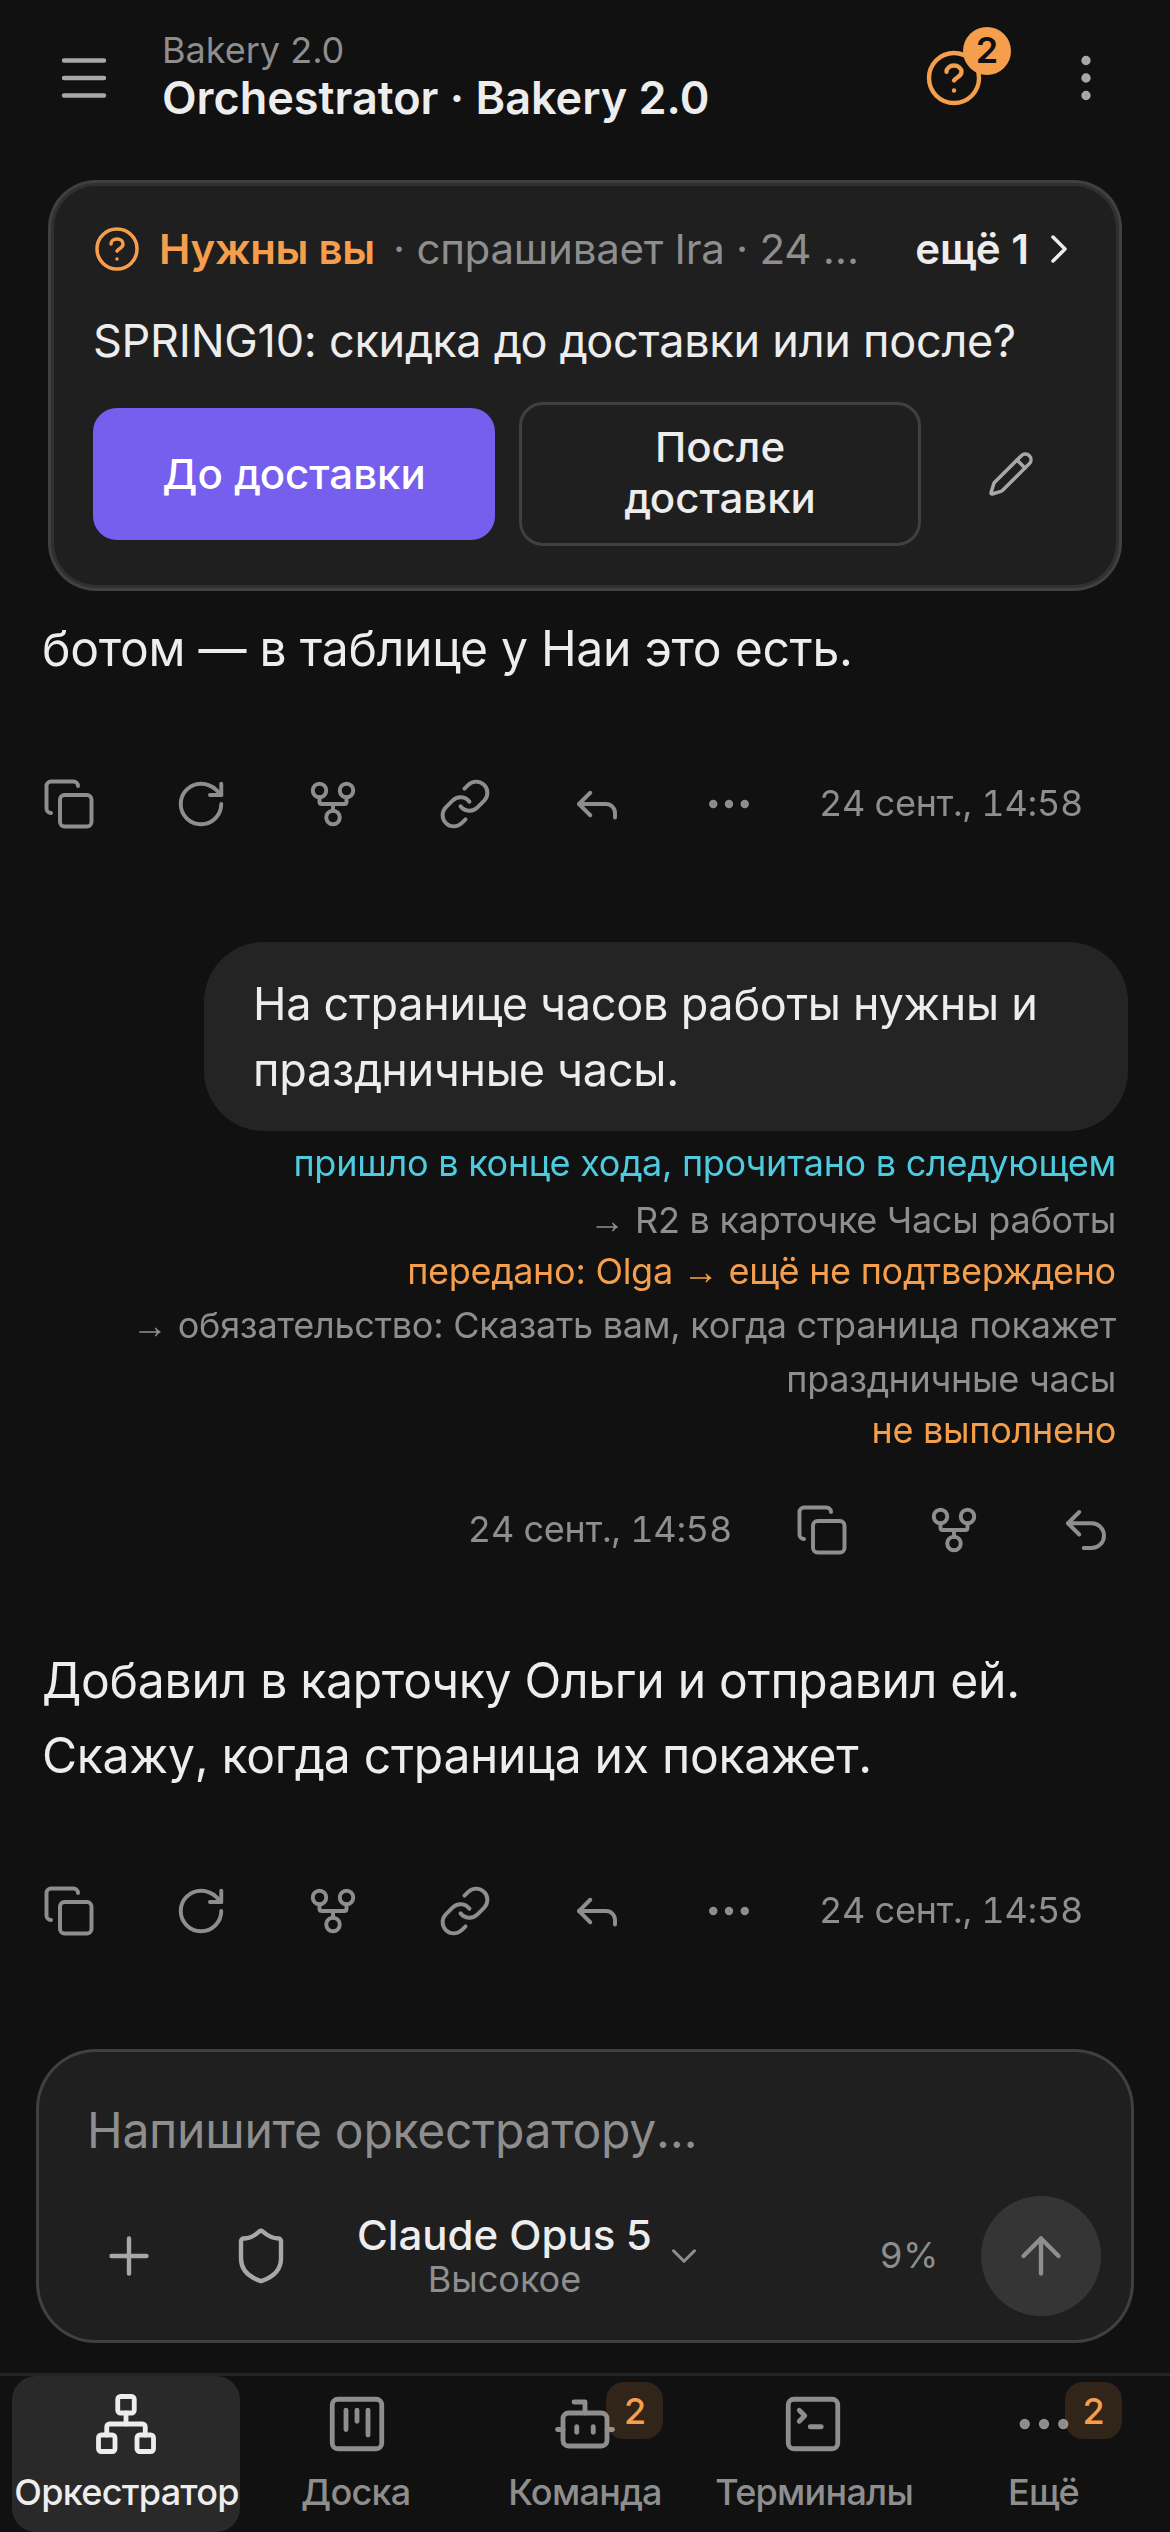 Bakery 2.0
Orchestrator · Bakery 2.0
2
Нужны вы · спрашивает Ira · 24 ... ещё 1
SPRING10: скидка до доставки или после?
До доставки
После доставки
ботом — в таблице у Наи это есть.
24 сент., 14:58
На странице часов работы нужны и
праздничные часы.
пришло в конце хода, прочитано в следующем
→ R2 в карточке Часы работы
передано: Olga → ещё не подтверждено
→ обязательство: Сказать вам, когда страница покажет
праздничные часы
не выполнено
24 сент., 14:58
Добавил в карточку Ольги и отправил ей.
Скажу, когда страница их покажет.
24 сент., 14:58
Напишите оркестратору...
Claude Opus 5
Высокое
9%
Оркестратор
Доска
2
Команда
Терминалы
2
Ещё